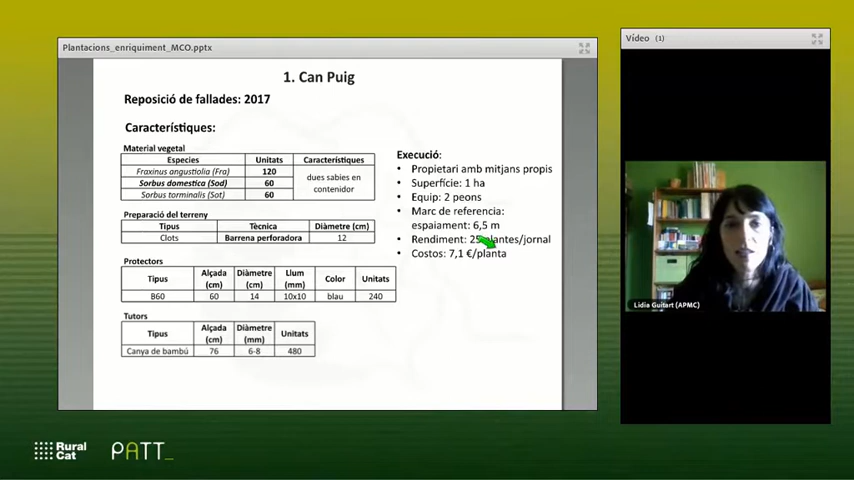 Plantacions_enriquiment_MCO.pptx
1. Can Puig
Reposició de fallades: 2017
Característiques:
Material vegetal
Especies Unitats Característiques
Fraxinus angustiolia (Fra) 120 dues sabies en contenidor
Sorbus domestica (Sod) 60
Sorbus torminalis (Sot) 60
Preparació del terreny
Tipus Tècnica Diàmetre (cm)
Clots Barrena perforadora 12
Protectors
Tipus Alçada (cm) Diàmetre (cm) Llum (mm) Color Unitats
B60 60 14 10x10 blau 240
Tutors
Tipus Alçada (cm) Diàmetre (mm) Unitats
Canya de bambú 76 6-8 480
Execució:
• Propietari amb mitjans propis
• Superfície: 1 ha
• Equip: 2 peons
• Marc de referencia:
espaiament: 6,5 m
• Rendiment: 25 plantes/jornal
• Costos: 7,1 €/planta
Vídeo (1)
Lidia Guitart (APMC)
Rural
Cat
PATT_